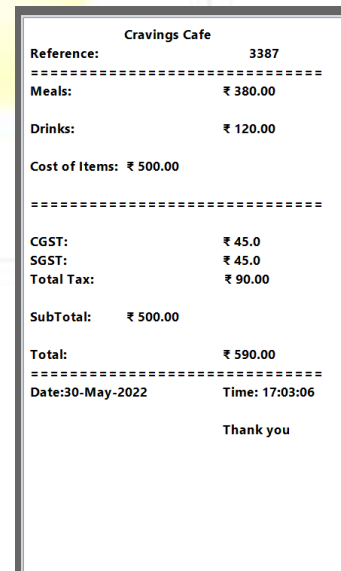 Cravings Cafe
Reference: 3387
==============================
Meals: ₹ 380.00
Drinks: ₹ 120.00
Cost of Items: ₹ 500.00
==============================
CGST: ₹ 45.0
SGST: ₹ 45.0
Total Tax: ₹ 90.00
SubTotal: ₹ 500.00
Total: ₹ 590.00
==============================
Date:30-May-2022 Time: 17:03:06
Thank you